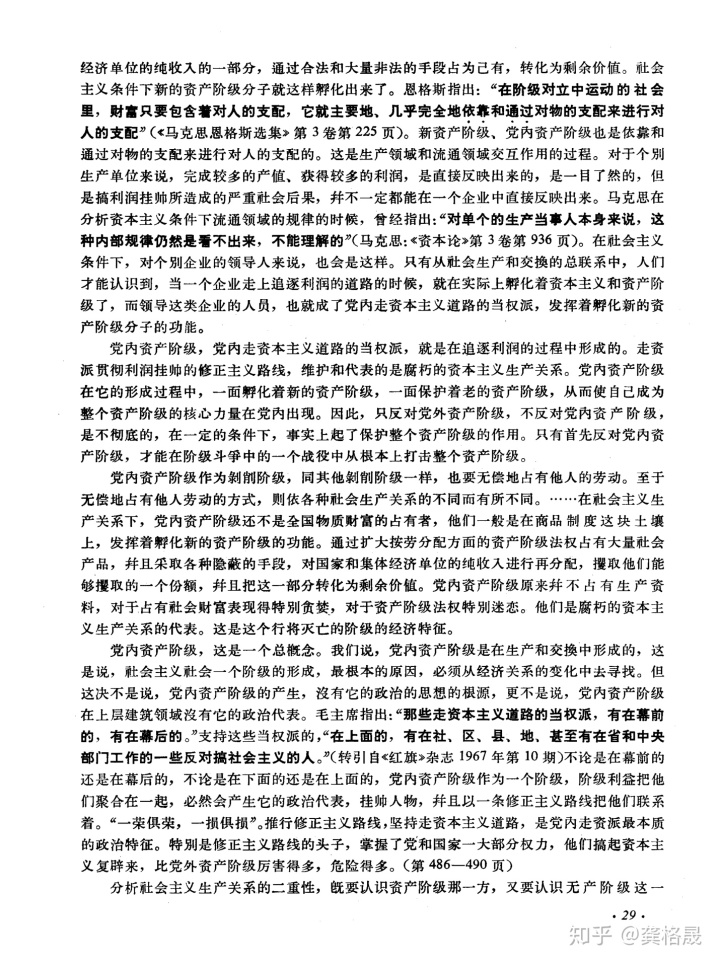 经济单位的纯收入的一部分，通过合法和大量非法的手段占为己有，转化为剩余价值。社会
主义条件下新的资产阶级分子就这样孵化出来了。恩格斯指出：“在阶级对立中运动的社会
里，财富只要包含着对人的支配，它就主要地、几乎完全地依靠和通过对物的支配来进行对
人的支配”（《马克思恩格斯选集》第3卷第225页）。新资产阶级、党内资产阶级也是依靠和
通过对物的支配来进行对人的支配的。这是生产领域和流通领域交互作用的过程。对于个别
生产单位来说，完成较多的产值、获得较多的利润，是直接反映出来的，是一目了然的，但
是搞利润挂帅所造成的严重社会后果，幷不一定都能在一个企业中直接反映出来。马克思在
分析资本主义条件下流通领域的规律的时候，曾经指出：“对单个的生产当事人本身来说，这
种内部规律仍然是看不出来，不能理解的”（马克思：《资本论》第3卷第936页）。在社会主义
条件下，对个别企业的领导人来说，也会是这样。只有从社会生产和交换的总联系中，人们
才能认识到，当一个企业走上追逐利润的道路的时候，就在实际上孵化着资本主义和资产阶
级了，而领导这类企业的人员，也就成了党内走资本主义道路的当权派，发挥着孵化新的资
产阶级分子的功能。
党内资产阶级，党内走资本主义道路的当权派，就是在追逐利润的过程中形成的。走资
派贯彻利润挂帅的修正主义路线，维护和代表的是腐朽的资本主义生产关系。党内资产阶级
在它的形成过程中，一面孵化着新的资产阶级，一面保护着老的资产阶级，从而使自己成为
整个资产阶级的核心力量在党内出现。因此，只反对党外资产阶级，不反对党内资产阶级，
是不彻底的，在一定的条件下，事实上起了保护整个资产阶级的作用。只有首先反对党内资
产阶级，才能在阶级斗爭中的一个战役中从根本上打击整个资产阶级。
党内资产阶级作为剝削阶级，同其他剝削阶级一样，也要无偿地占有他人的劳动。至于
无偿地占有他人劳动的方式，则依各种社会生产关系的不同而有所不同。……在社会主义生
产关系下，党内资产阶级还不是全国物质财富的占有者，他们一般是在商品制度这块土壤
上，发挥着孵化新的资产阶级的功能。通过扩大按劳分配方面的资产阶级法权占有大量社会
产品，幷且采取各种隐蔽的手段，对国家和集体经济单位的纯收入进行再分配，攫取他们能
够攫取的一个份额，幷且把这一部分转化为剩余价值。党内资产阶级原来幷不占有生产资
料，对于占有社会财富表现得特别贪婪，对于资产阶级法权特别迷恋。他们是腐朽的资本主
义生产关系的代表。这是这个行将灭亡的阶级的经济特征。
党内资产阶级，这是一个总概念。我们说，党内资产阶级是在生产和交换中形成的，这
是说，社会主义社会一个阶级的形成，最根本的原因，必须从经济关系的变化中去寻找。但
这决不是说，党内资产阶级的产生，沒有它的政治的思想的根源，更不是说，党内资产阶级
在上层建筑领域沒有它的政治代表。毛主席指出：“那些走资本主义道路的当权派，有在幕前
的，有在幕后的。”支持这些当权派的，“在上面的，有在社、区、县、地、甚至有在省和中央
部门工作的一些反对搞社会主义的人。”（转引自《红旗》杂志1967年第10期）不论是在幕前的
还是在幕后的，不论是在下面的还是在上面的，党内资产阶级作为一个阶级，阶级利益把他
们聚合在一起，必然会产生它的政治代表，挂帅人物，幷且以一条修正主义路线把他们联系
着。“一荣俱荣，一损俱损”。推行修正主义路线，坚持走资本主义道路，是党内走资派最本质
的政治特征。特别是修正主义路线的头子，掌握了党和国家一大部分权力，他们搞起资本主
义复辟来，比党外资产阶级厉害得多，危险得多。（第486—490页）
分析社会主义生产关系的二重性，旣要认识资产阶级那一方，又要认识无产阶级这一
·29·
知乎 @龚格晟